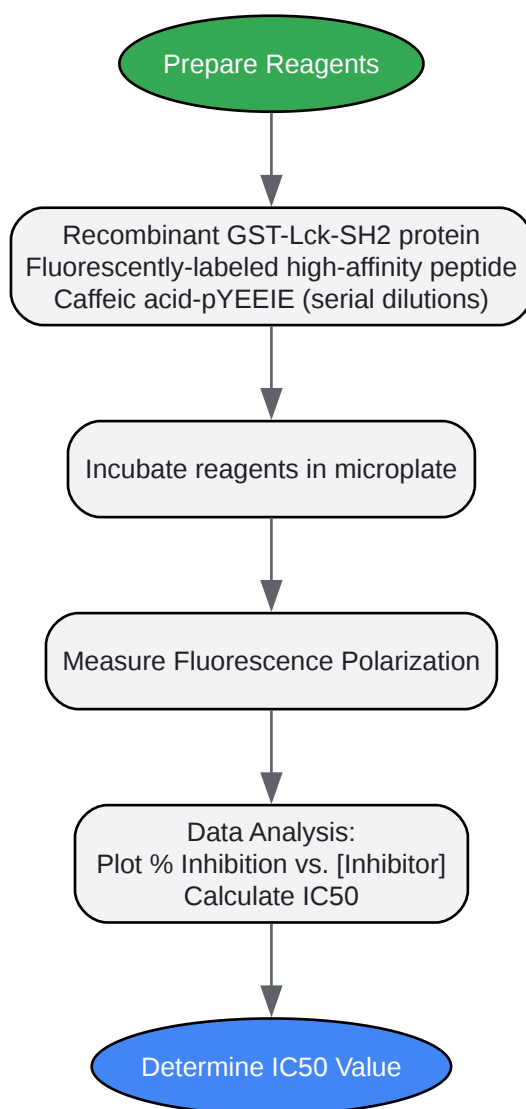 Prepare Reagents
Recombinant GST-Lck-SH2 protein
Fluorescently-labeled high-affinity peptide
Caffeic acid-pYEEIE (serial dilutions)
Incubate reagents in microplate
Measure Fluorescence Polarization
Data Analysis:
Plot % Inhibition vs. [Inhibitor]
Calculate IC50
Determine IC50 Value